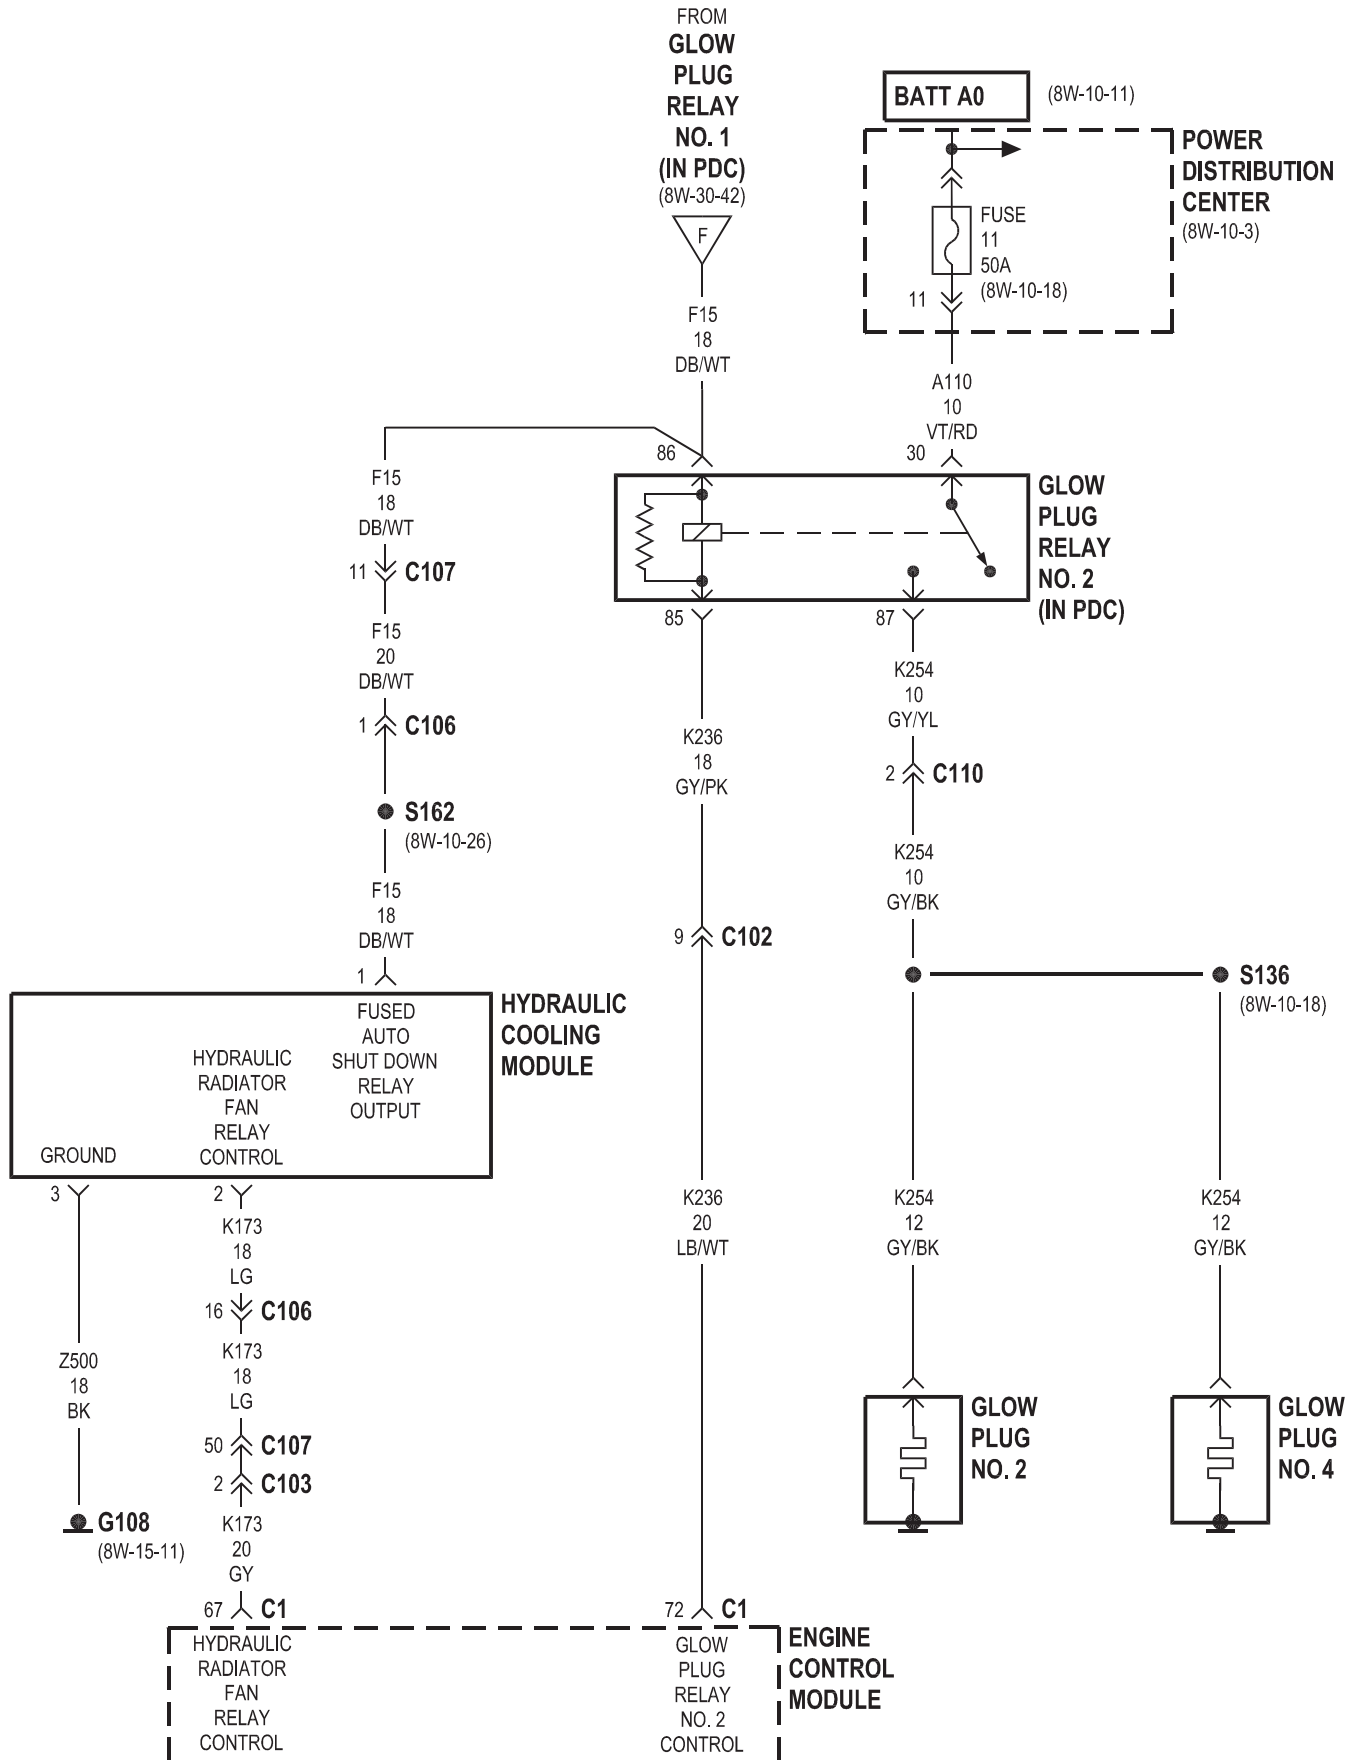 FROM
GLOW
PLUG
RELAY
NO. 1
(IN PDC)
(8W-30-42)
F
F15
18
DB/WT
BATT A0
(8W-10-11)
POWER
DISTRIBUTION
CENTER
(8W-10-3)
FUSE
11
50A
(8W-10-18)
11
A110
10
VT/RD
86
30
GLOW
PLUG
RELAY
NO. 2
(IN PDC)
85
87
F15
18
DB/WT
11
C107
F15
20
DB/WT
1
C106
S162
(8W-10-26)
F15
18
DB/WT
1
K236
18
GY/PK
9
C102
K254
10
GY/YL
2
C110
K254
10
GY/BK
S136
(8W-10-18)
HYDRAULIC
COOLING
MODULE
FUSED
AUTO
SHUT DOWN
RELAY
OUTPUT
HYDRAULIC
RADIATOR
FAN
RELAY
CONTROL
GROUND
3
2
K173
18
LG
16
C106
K173
18
LG
50
C107
2
C103
K173
20
GY
67
C1
Z500
18
BK
G108
(8W-15-11)
K236
20
LB/WT
72
C1
K254
12
GY/BK
K254
12
GY/BK
GLOW
PLUG
NO. 2
GLOW
PLUG
NO. 4
HYDRAULIC
RADIATOR
FAN
RELAY
CONTROL
GLOW
PLUG
RELAY
NO. 2
CONTROL
ENGINE
CONTROL
MODULE